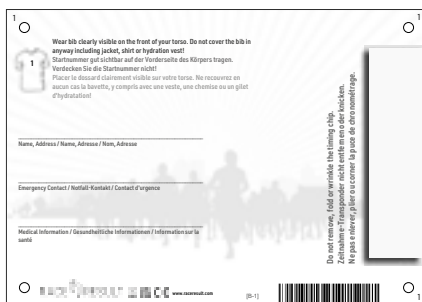 1
1
Wear bib clearly visible on the front of your torso. Do not cover the bib in
anyway including jacket, shirt or hydration vest!
Startnummer gut sichtbar auf der Vorderseite des Körpers tragen.
Verdecken Sie die Startnummer nicht!
Placer le dossard clairement visible sur votre torse. Ne recouvrez en
aucun cas la bavette, y compris avec une veste, une chemise ou un gilet
d'hydratation!
1
Name, Address / Name, Adresse / Nom, Adresse
Emergency Contact / Notfall-Kontakt / Contact d'urgence
Medical Information / Gesundheitliche Informationen / Information sur la
santé
Do not remove, fold or wrinkle the timing chip.
Zeitnahme-Transponder nicht entfernen oder knicken.
Ne pas enlever, plier ou corner la puce de chronométrage.
www.raceresult.com
[B-1]
1